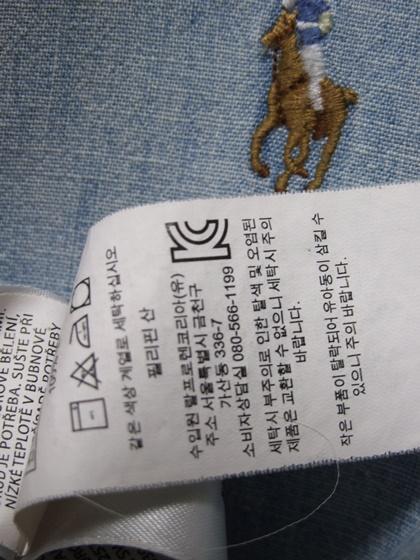 같은 색상 계열로 세탁하십시오
필리핀 산
수입원 랄프로렌코리아(유)
주소 서울특별시 금천구
가산동 336-7
소비자상담실 080-566-1199
세탁시 부주의로 인한 탈색 및 오염된
제품은 교환할 수 없으니 세탁시 주의
바랍니다.
작은 부품이 탈락되어 유아동이 삼킬 수
있으니 주의 바랍니다.
JE POTŘEBA. SUŠTE PŘI
NÍZKÉ TEPLOTĚ V BUBNOVÉ